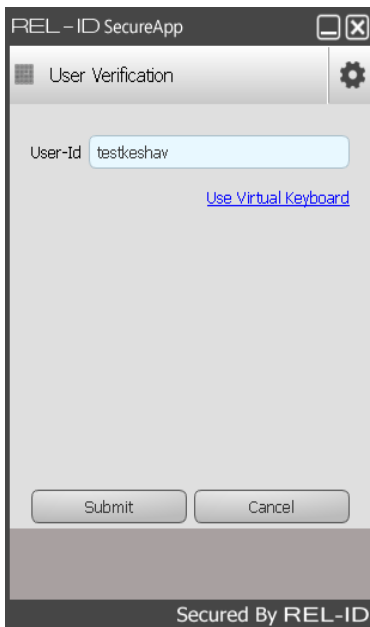 REL-ID SecureApp
User Verification
User-Id testkeshav
Use Virtual Keyboard
Submit Cancel
Secured By REL-ID